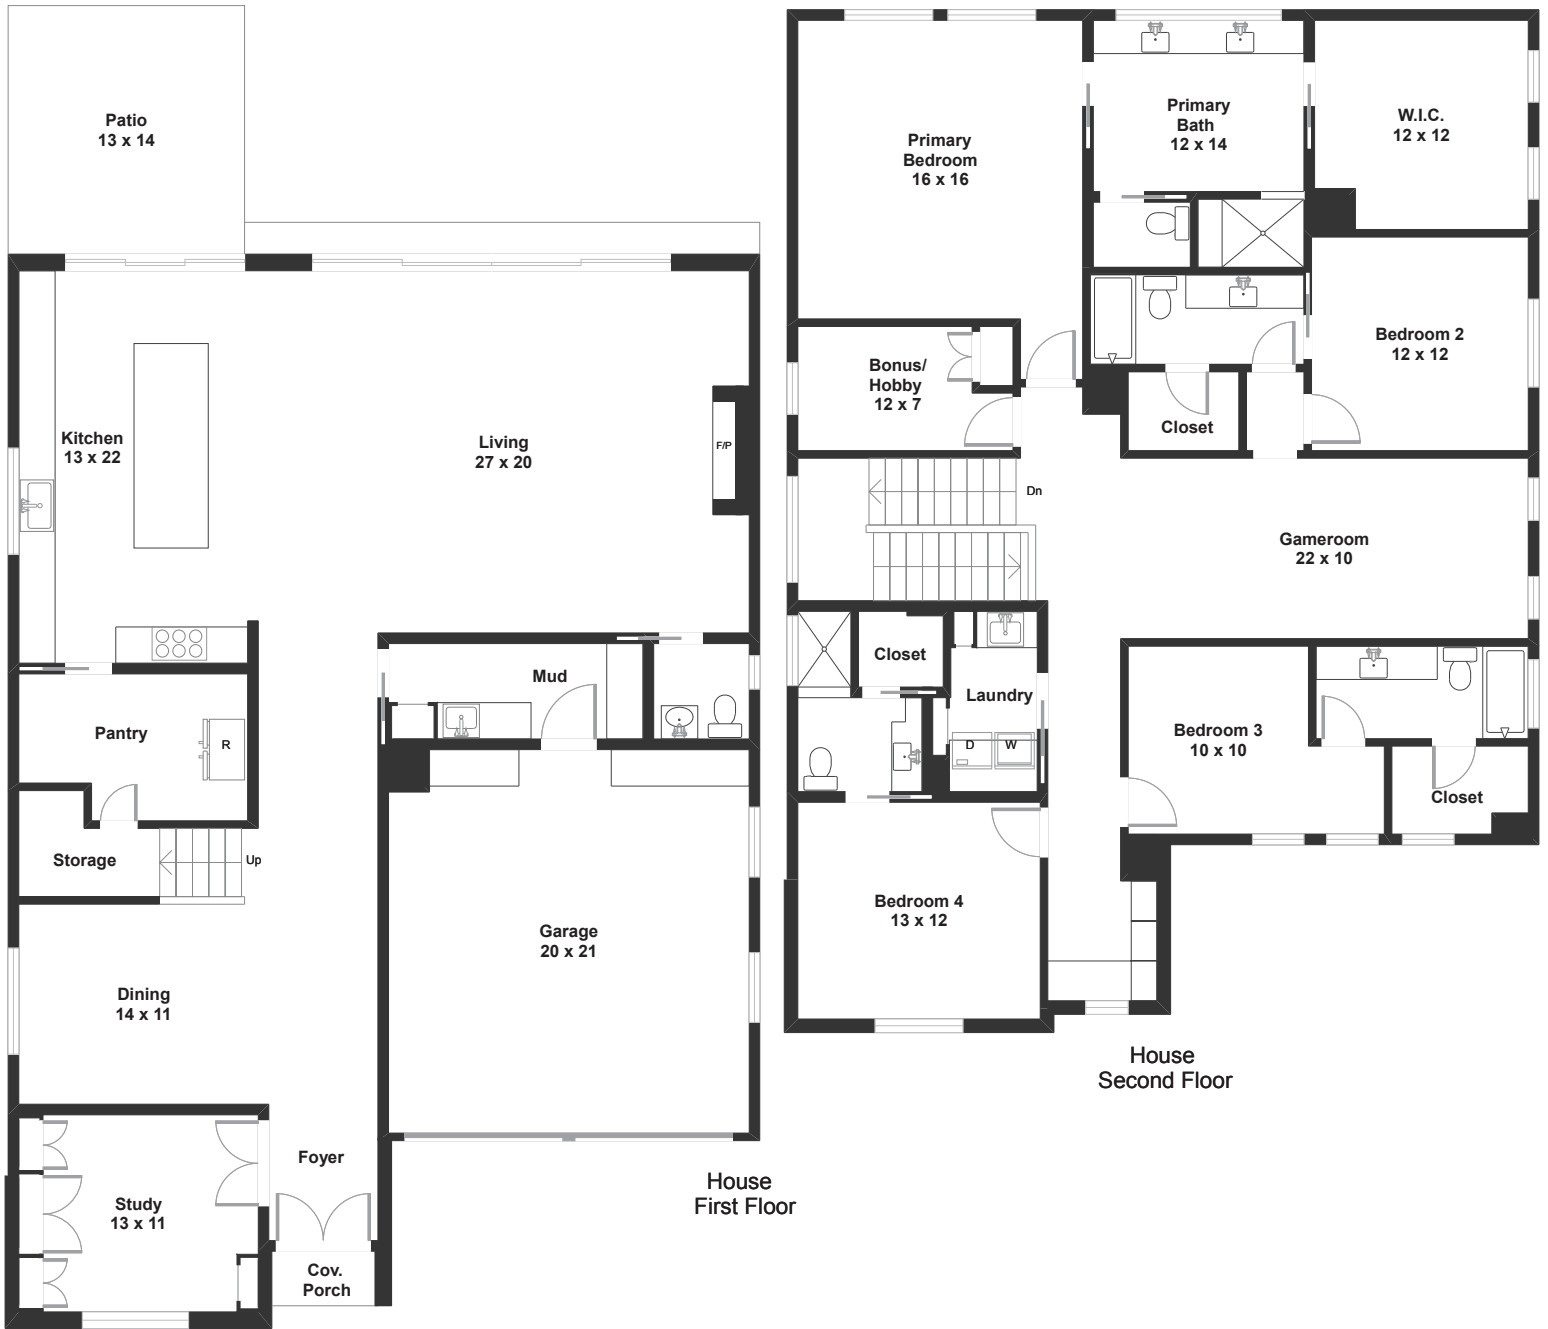 Patio
13 x 14
Kitchen
13 x 22
Living
27 x 20
F/P
Mud
Pantry
R
Storage
Up
Garage
20 x 21
Dining
14 x 11
Foyer
Study
13 x 11
Cov.
Porch
House
First Floor
Primary
Bedroom
16 x 16
Primary
Bath
12 x 14
W.I.C.
12 x 12
Bonus/
Hobby
12 x 7
Closet
Bedroom 2
12 x 12
Dn
Gameroom
22 x 10
Closet
Laundry
D
W
Bedroom 3
10 x 10
Closet
Bedroom 4
13 x 12
House
Second Floor